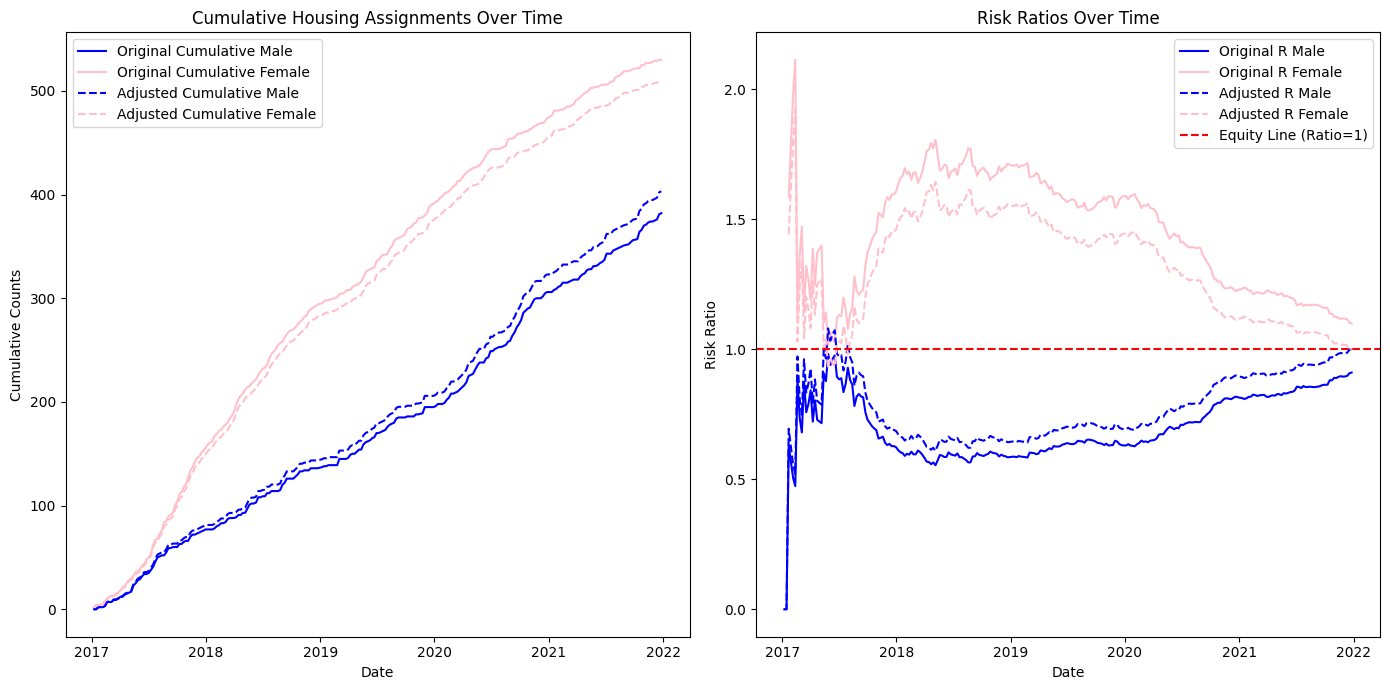 Cumulative Housing Assignments Over Time
Original Cumulative Male
Original Cumulative Female
Adjusted Cumulative Male
Adjusted Cumulative Female
Cumulative Counts
500
400
300
200
100
0
2017 2018 2019 2020 2021 2022
Date
Risk Ratios Over Time
Original R Male
Original R Female
Adjusted R Male
Adjusted R Female
Equity Line (Ratio=1)
Risk Ratio
2.0
1.5
1.0
0.5
0.0
2017 2018 2019 2020 2021 2022
Date